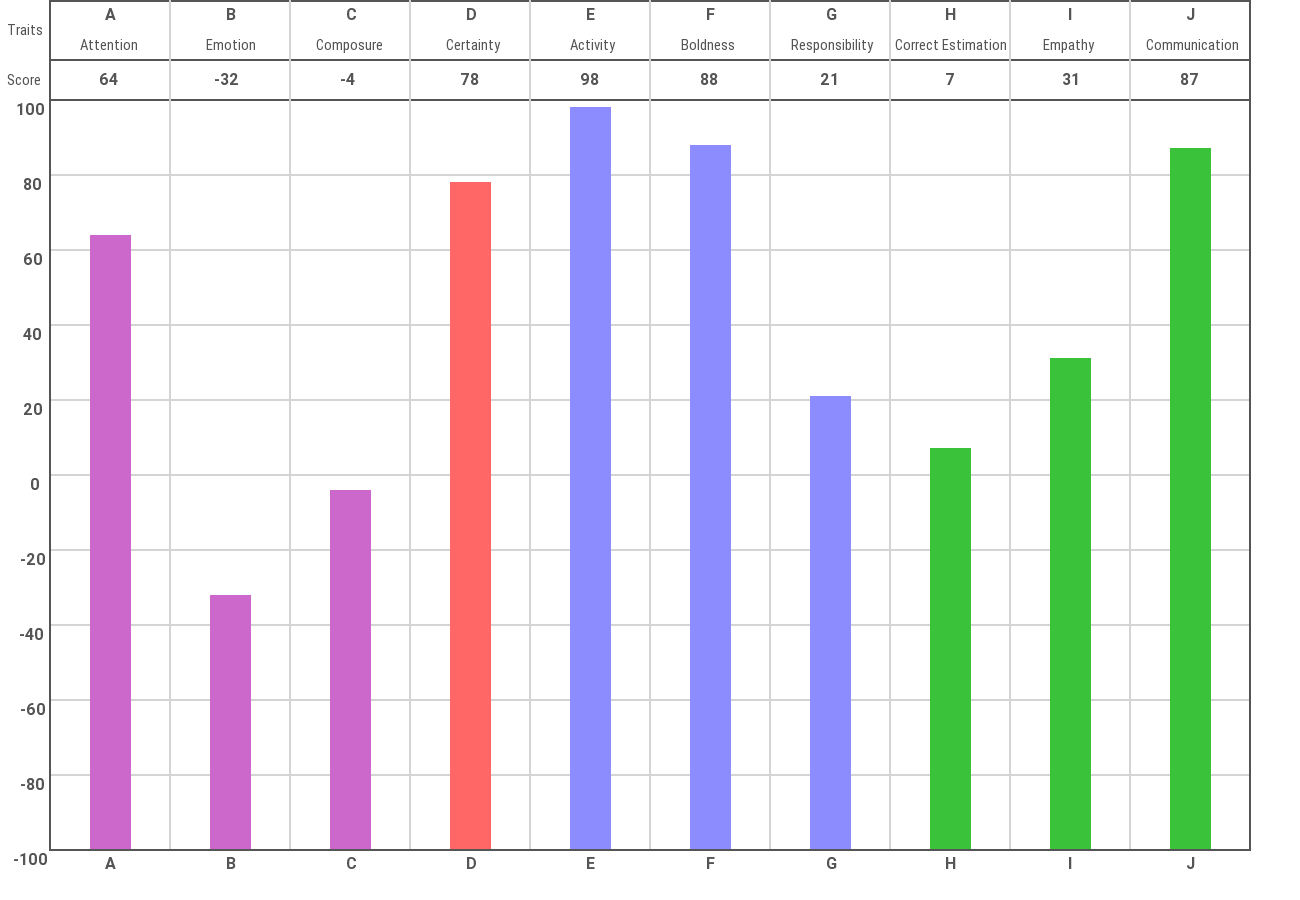 Traits A B C D E F G H I J
Attention Emotion Composure Certainty Activity Boldness Responsibility Correct Estimation Empathy Communication
Score 64 -32 -4 78 98 88 21 7 31 87
100
80
60
40
20
0
-20
-40
-60
-80
-100
A B C D E F G H I J